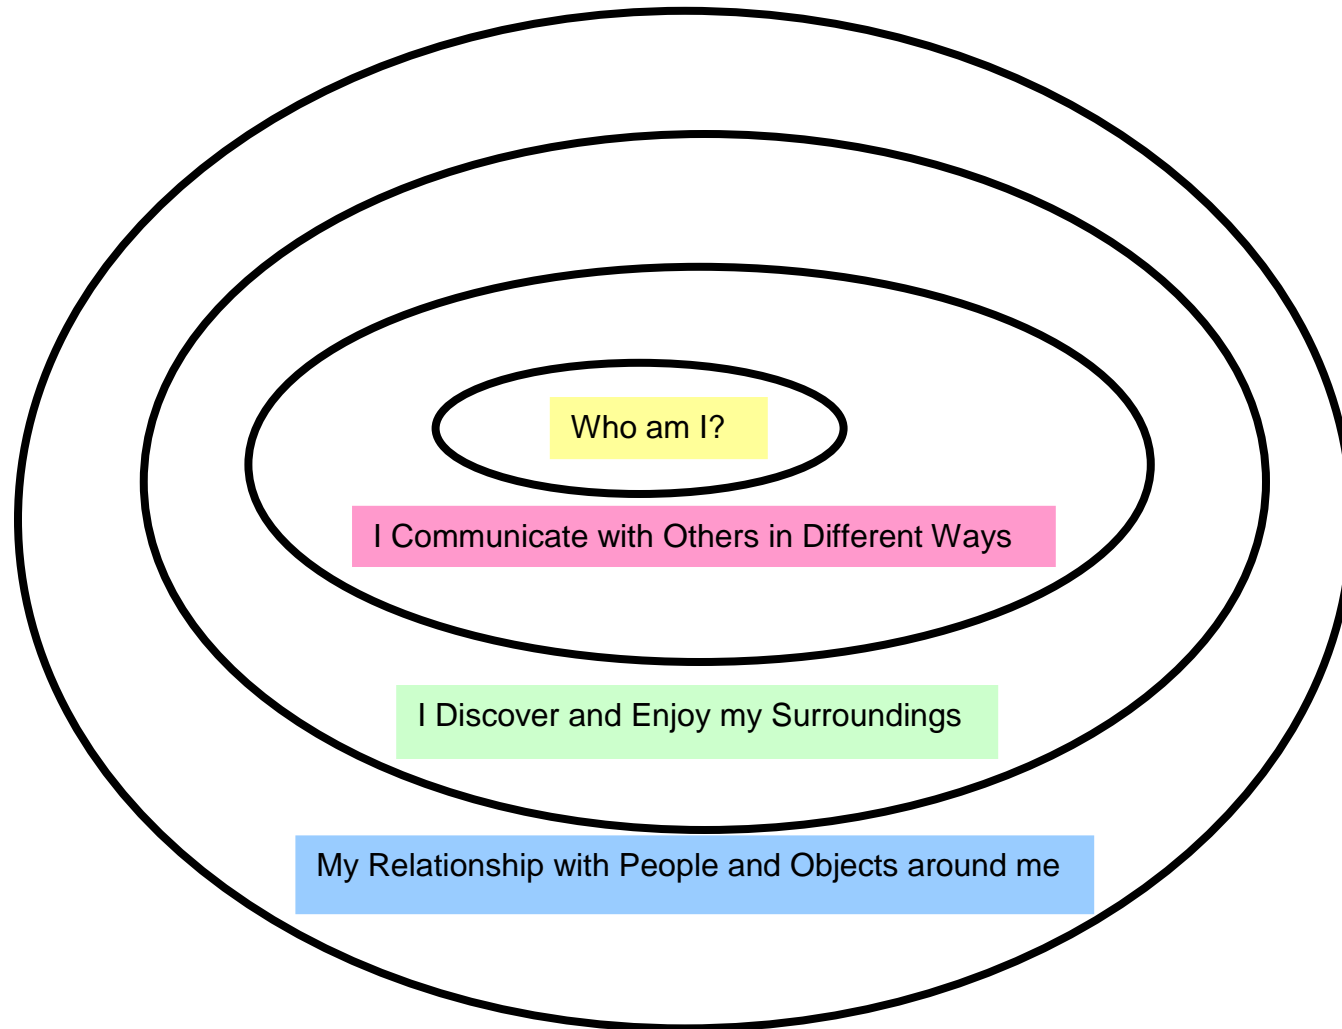 Who am I?
I Communicate with Others in Different Ways
I Discover and Enjoy my Surroundings
My Relationship with People and Objects around me